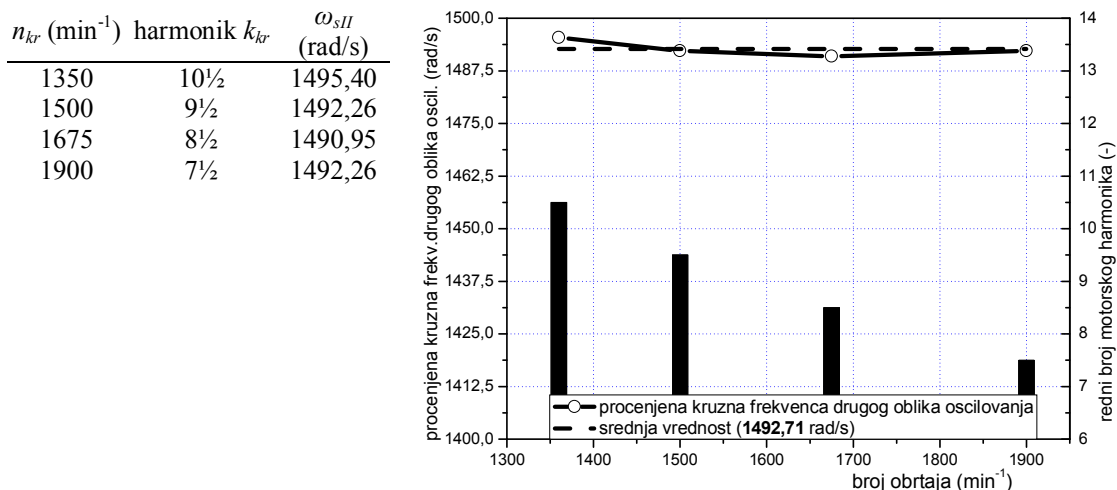 n_kr (min⁻¹) harmonik k_kr ω_sII (rad/s)
1350 10½ 1495,40
1500 9½ 1492,26
1675 8½ 1490,95
1900 7½ 1492,26
procenjena kruzna frekv.drugog oblika oscil. (rad/s)
1500,0
1487,5
1475,0
1462,5
1450,0
1437,5
1425,0
1412,5
1400,0
procenjena kruzna frekvenca drugog oblika oscilovanja
srednja vrednost (1492,71 rad/s)
1300 1400 1500 1600 1700 1800 1900
broj obrtaja (min⁻¹)
14
13
12
11
10
9
8
7
6
redni broj motorskog harmonika (-)